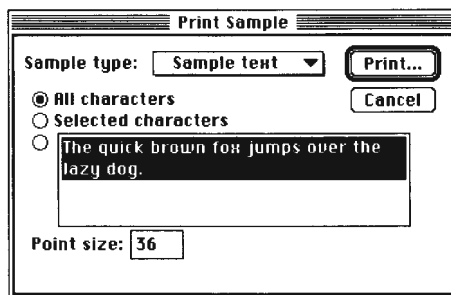 Print Sample
Sample type: Sample text Print...
All characters Cancel
Selected characters
The quick brown fox jumps over the
lazy dog.
Point size: 36